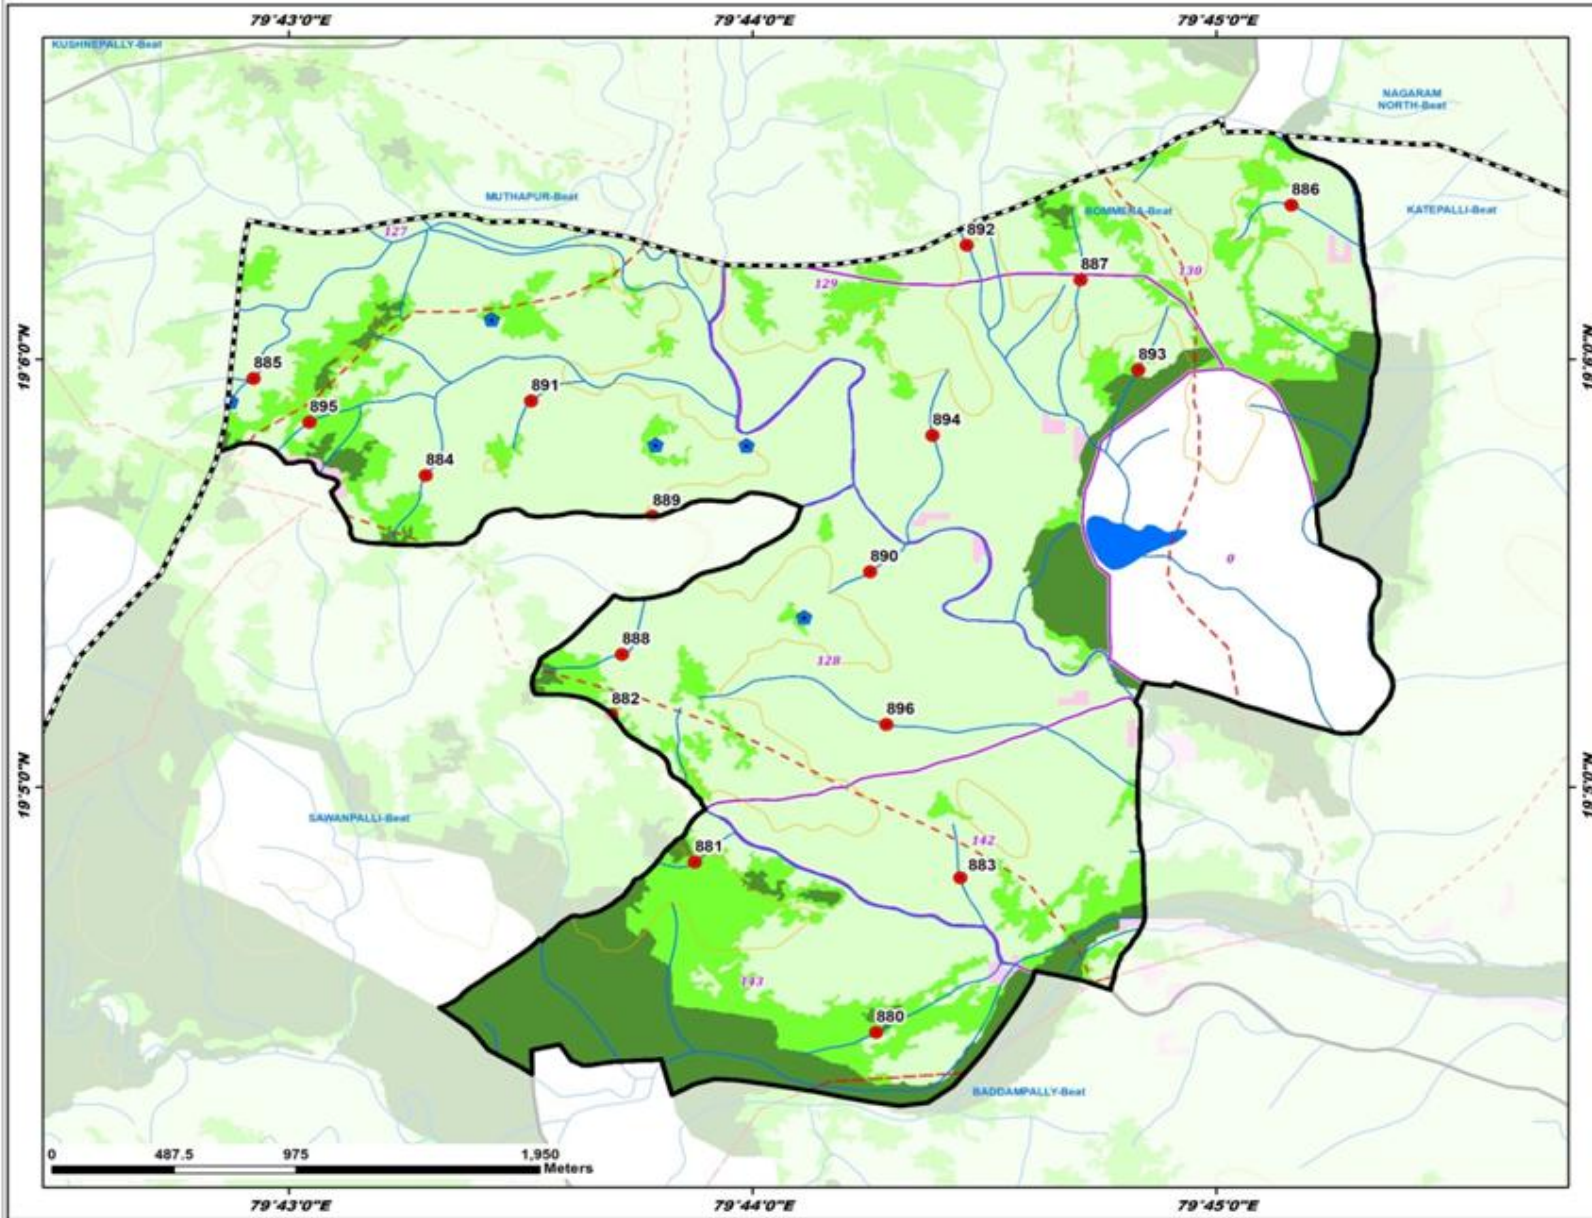 79°43'0"E
79°44'0"E
79°45'0"E
KUSHNEPALLY-Beat
NAGARAM
NORTH-Beat
MUTHAPUR-Beat
886
BOMMERA-Beat
KATEPALLI-Beat
127
892
887
130
129
19°6'0"N
19°6'0"N
885
893
891
895
894
884
889
890
0
888
128
882
896
19°5'0"N
19°5'0"N
SAWANPALLI-Beat
142
881
883
143
880
BADDAMPALLY-Beat
0
487.5
975
1,950
Meters
79°43'0"E
79°44'0"E
79°45'0"E